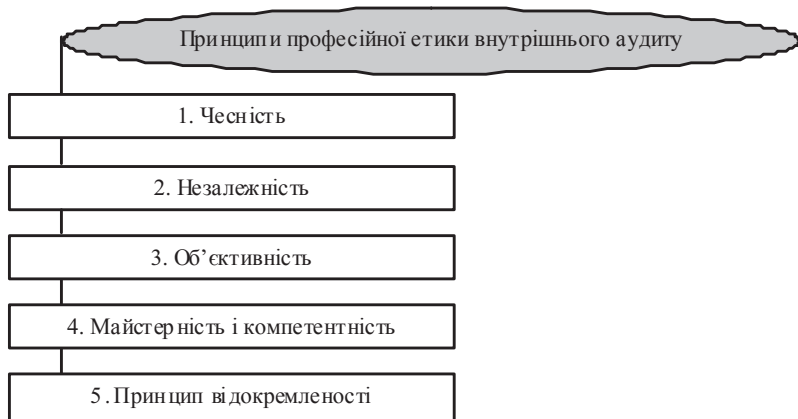 Принципи професійної етики внутрішнього аудиту
1. Чесність
2. Незалежність
3. Об’єктивність
4. Майстерність і компетентність
5. Принцип відокремленості